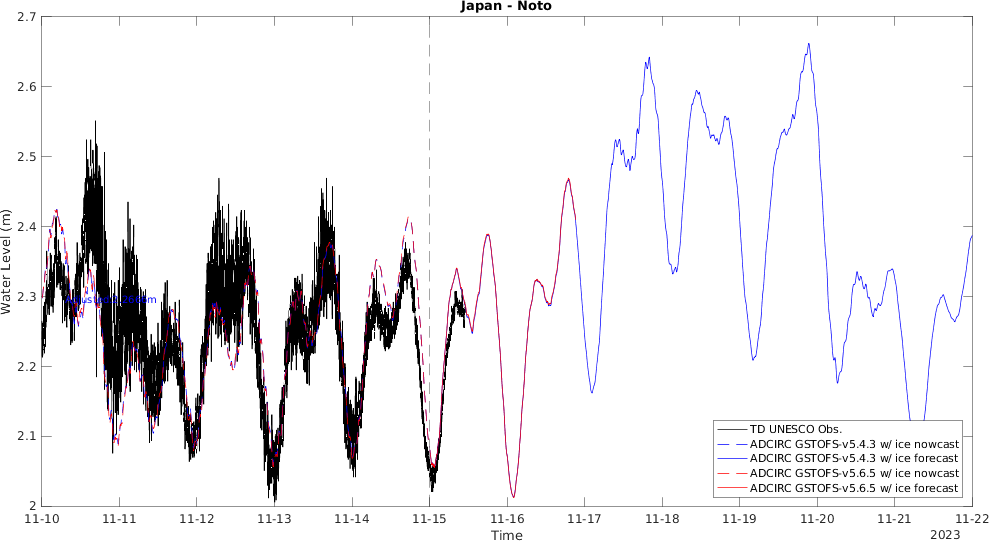 Japan - Noto
Water Level (m)
2.7
2.6
2.5
2.4
2.3
2.2
2.1
2
11-10
11-11
11-12
11-13
11-14
11-15
11-16
11-17
11-18
11-19
11-20
11-21
11-22
Time
2023
TD UNESCO Obs.
ADCIRC GSTOFS-v5.4.3 w/ ice nowcast
ADCIRC GSTOFS-v5.4.3 w/ ice forecast
ADCIRC GSTOFS-v5.6.5 w/ ice nowcast
ADCIRC GSTOFS-v5.6.5 w/ ice forecast